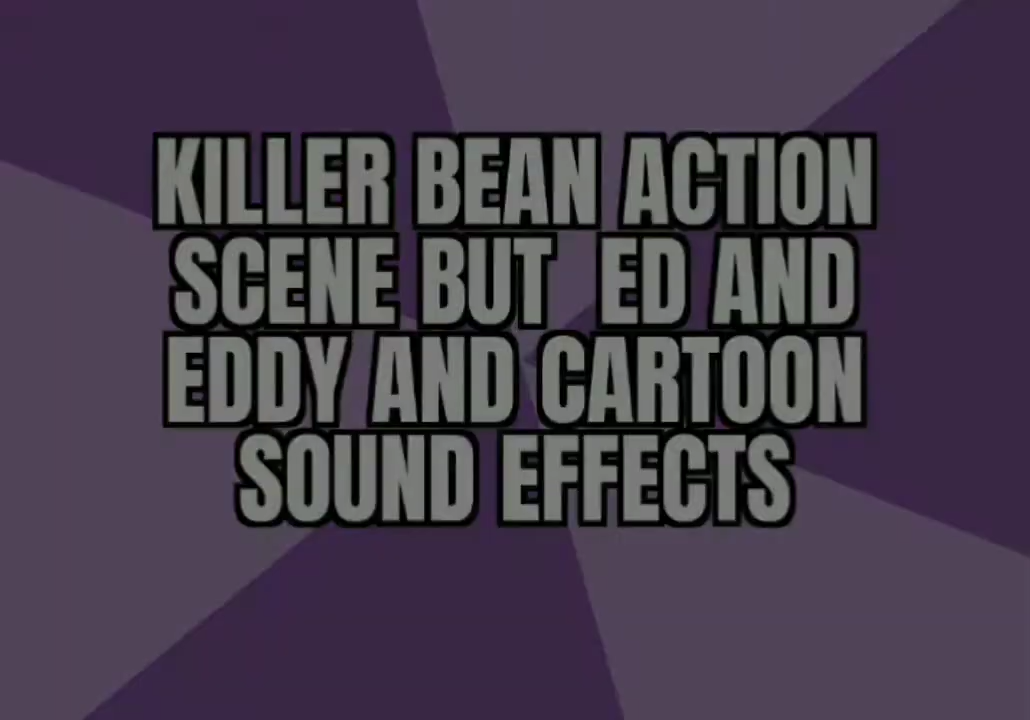 KILLER BEAN ACTION
SCENE BUT  ED AND
EDDY AND CARTOON
SOUND EFFECTS